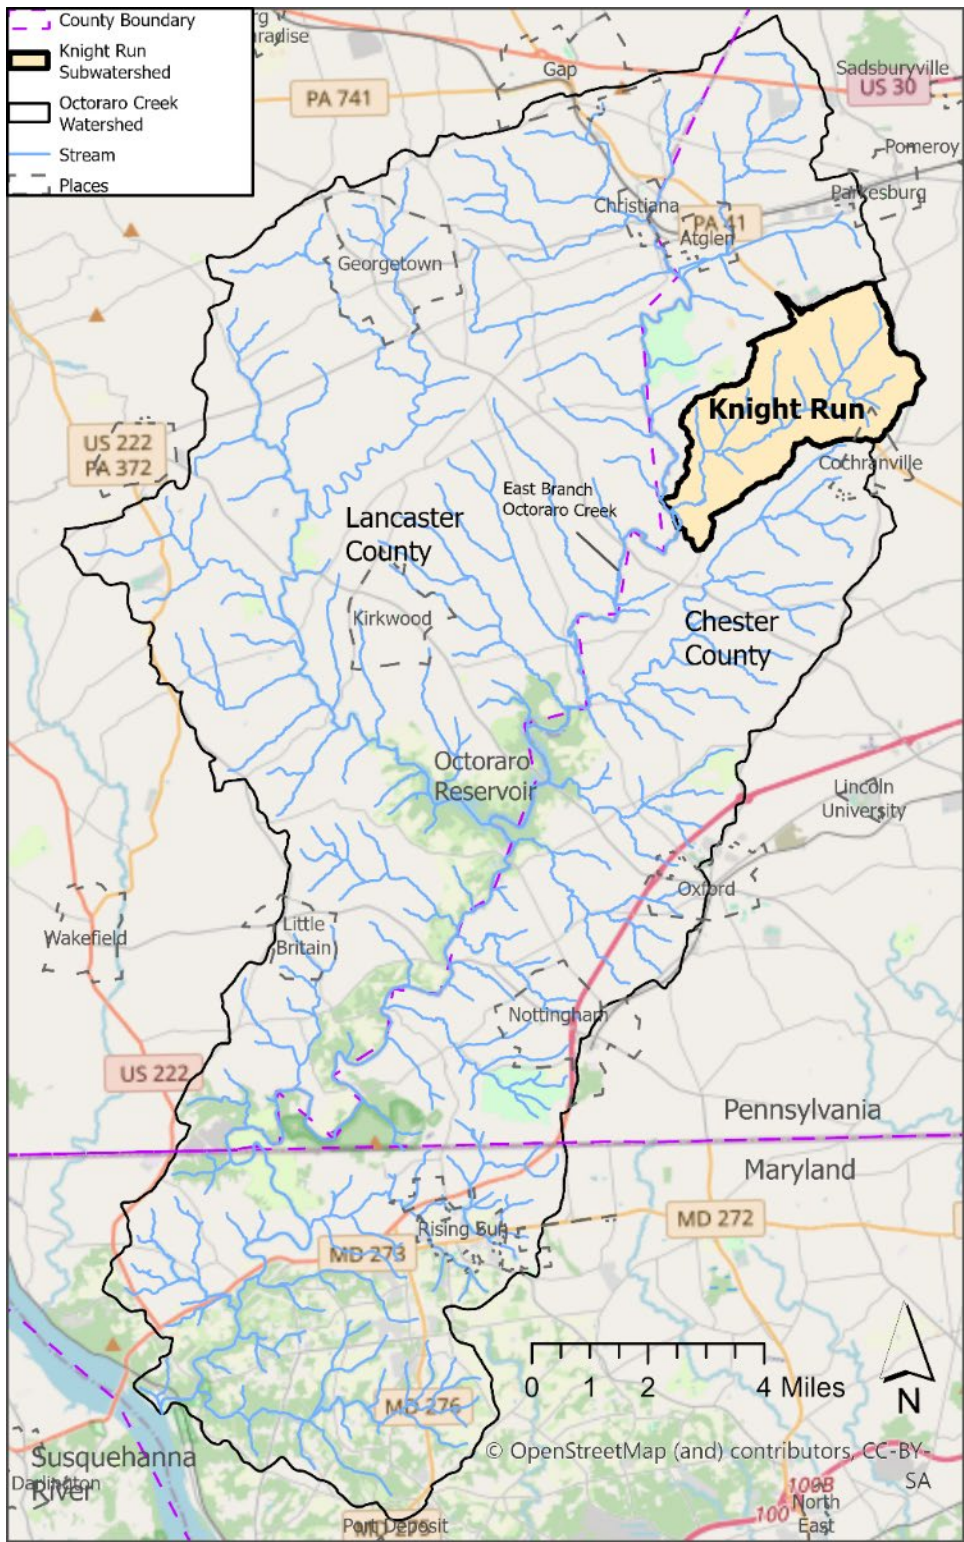 County Boundary
Knight Run
Subwatershed
Octoraro Creek
Watershed
Stream
Places
Gap
PA 741
Sadsburyville
US 30
Pomeroy
Parkesburg
Christiana
PA 41
Atglen
Georgetown
Knight Run
US 222
PA 372
Cochranville
East Branch
Octoraro Creek
Lancaster
County
Kirkwood
Chester
County
Octoraro
Reservoir
Lincoln
University
Oxford
Wakefield
Little
Britain
Nottingham
US 222
Pennsylvania
Maryland
Rising Sun
MD 272
MD 273
0 1 2 4 Miles
N
MD 276
© OpenStreetMap (and) contributors, CC-BY-
SA
Susquehanna
River
Darlington
100B
100
North
East
Port Deposit